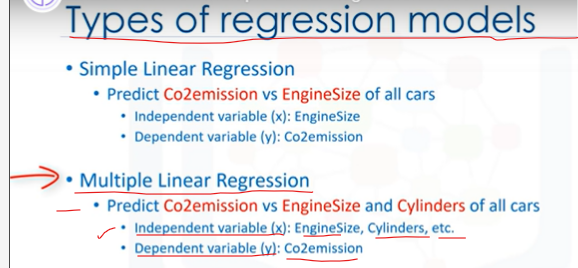 Types of regression models
• Simple Linear Regression
• Predict Co2emission vs EngineSize of all cars
• Independent variable (x): EngineSize
• Dependent variable (y): Co2emission
• Multiple Linear Regression
• Predict Co2emission vs EngineSize and Cylinders of all cars
• Independent variable (x): EngineSize, Cylinders, etc.
• Dependent variable (y): Co2emission